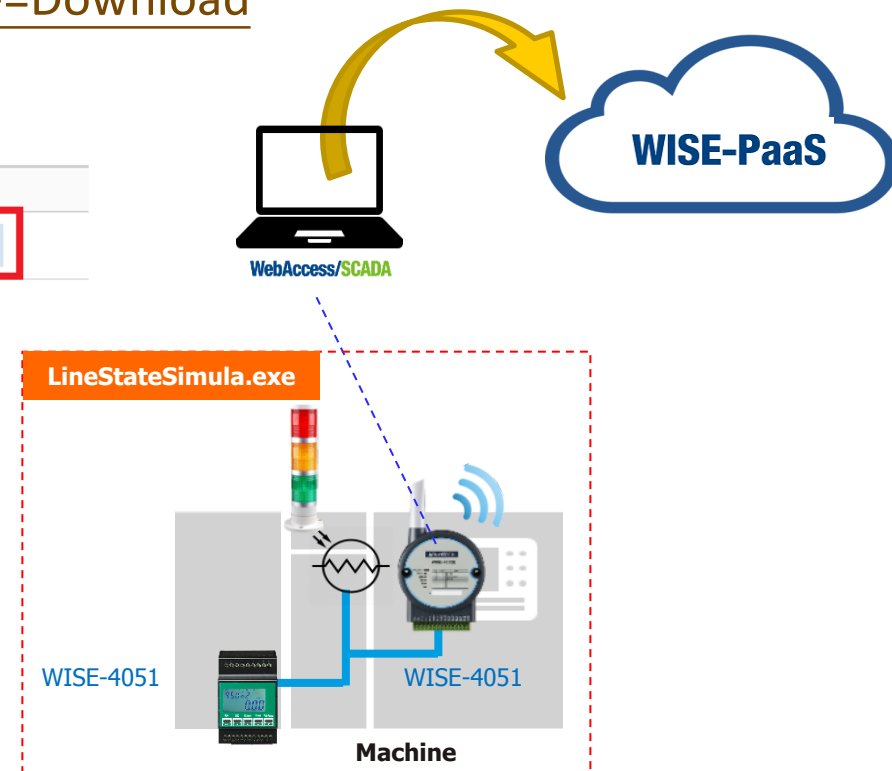 =Download
WISE-PaaS
WebAccess/SCADA
LineStateSimula.exe
WISE-4051
WISE-4051
Machine